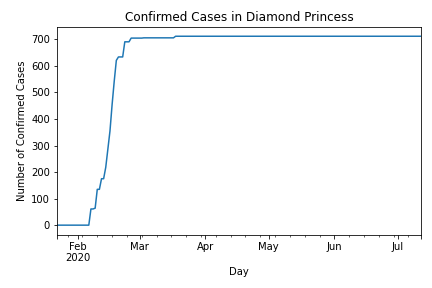 Confirmed Cases in Diamond Princess
Number of Confirmed Cases
700
600
500
400
300
200
100
0
Feb Mar Apr May Jun Jul
2020
Day